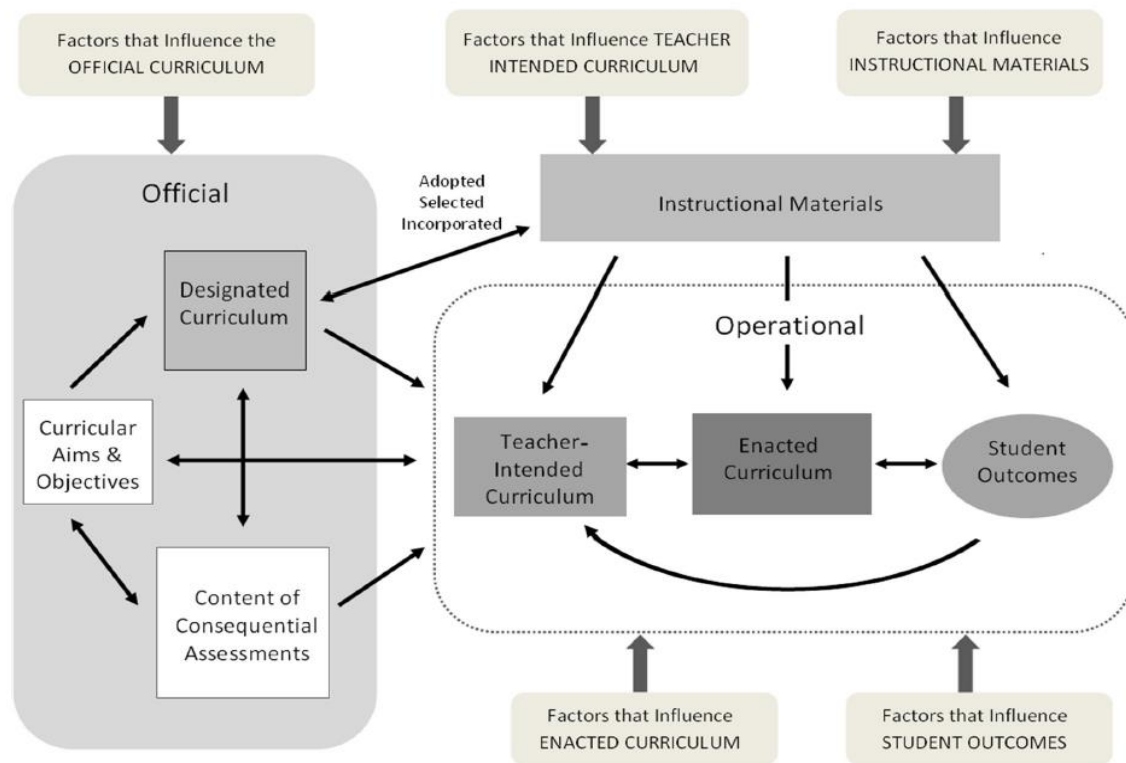 Factors that Influence the
OFFICIAL CURRICULUM
Factors that Influence TEACHER
INTENDED CURRICULUM
Factors that Influence
INSTRUCTIONAL MATERIALS
Official
Adopted
Selected
Incorporated
Instructional Materials
Designated
Curriculum
Operational
Curricular
Aims &
Objectives
Teacher-
Intended
Curriculum
Enacted
Curriculum
Student
Outcomes
Content of
Consequential
Assessments
Factors that Influence
ENACTED CURRICULUM
Factors that Influence
STUDENT OUTCOMES